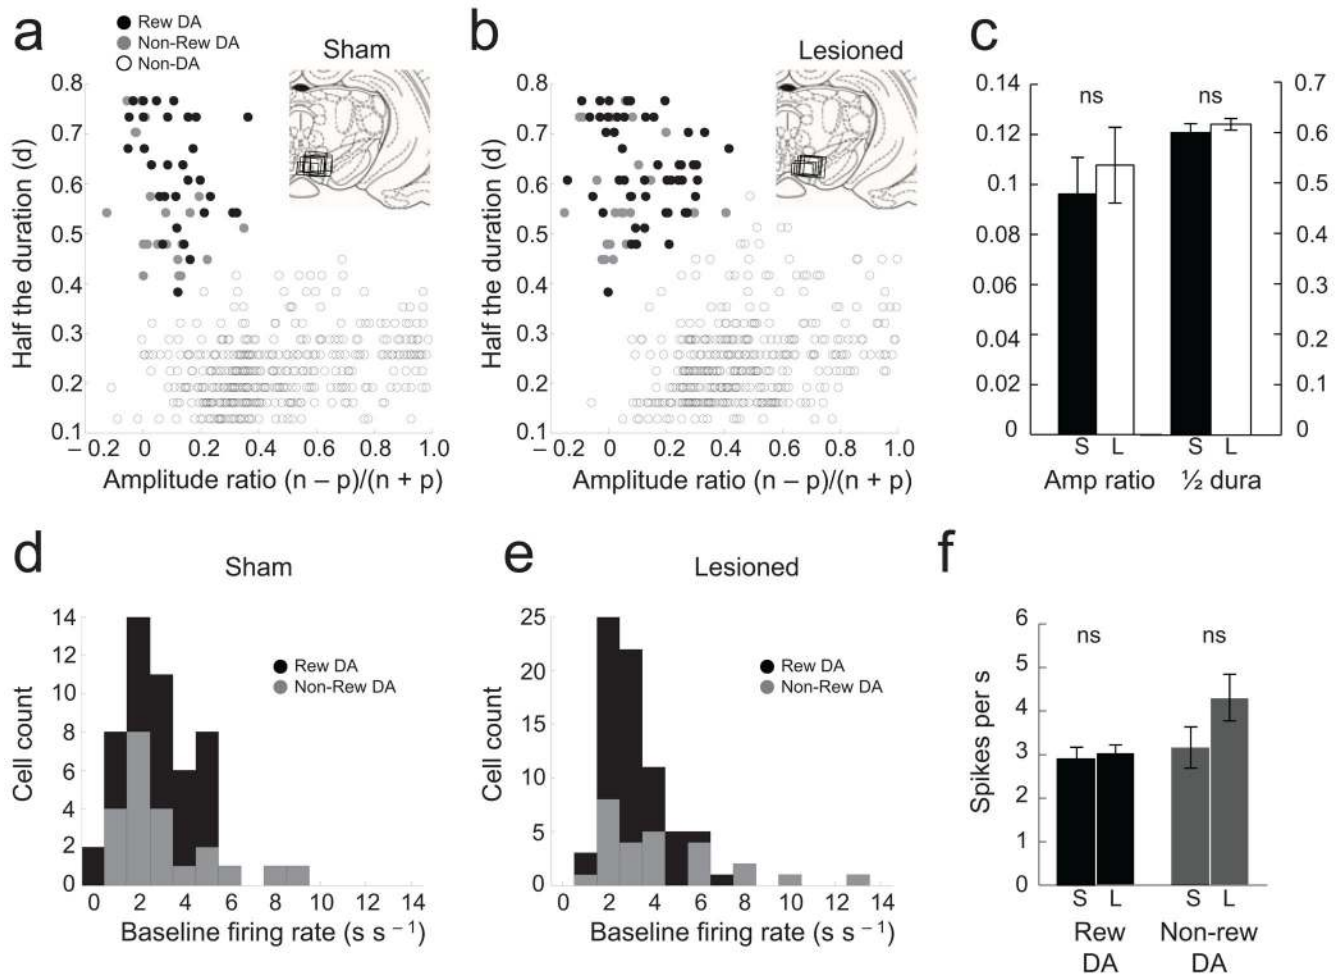 a
Rew DA
Non-Rew DA
Non-DA
Sham
0.8
0.7
0.6
0.5
0.4
0.3
0.2
0.1
Half the duration (d)
– 0.2
0
0.2
0.4
0.6
0.8
1.0
Amplitude ratio (n – p)/(n + p)
b
Lesioned
0.8
0.7
0.6
0.5
0.4
0.3
0.2
0.1
Half the duration (d)
– 0.2
0
0.2
0.4
0.6
0.8
1.0
Amplitude ratio (n – p)/(n + p)
c
0.14
0.12
0.1
0.08
0.06
0.04
0.02
0
ns
ns
0.7
0.6
0.5
0.4
0.3
0.2
0.1
0
S L S L
Amp ratio
½ dura
d
Sham
14
12
10
8
6
4
2
0
Cell count
Rew DA
Non-Rew DA
0 2 4 6 8 10 12 14
Baseline firing rate (s s – 1)
e
Lesioned
25
20
15
10
5
0
Cell count
Rew DA
Non-Rew DA
0 2 4 6 8 10 12 14
Baseline firing rate (s s – 1)
f
6
5
4
3
2
1
0
Spikes per s
ns
ns
S L S L
Rew
DA
Non-rew
DA